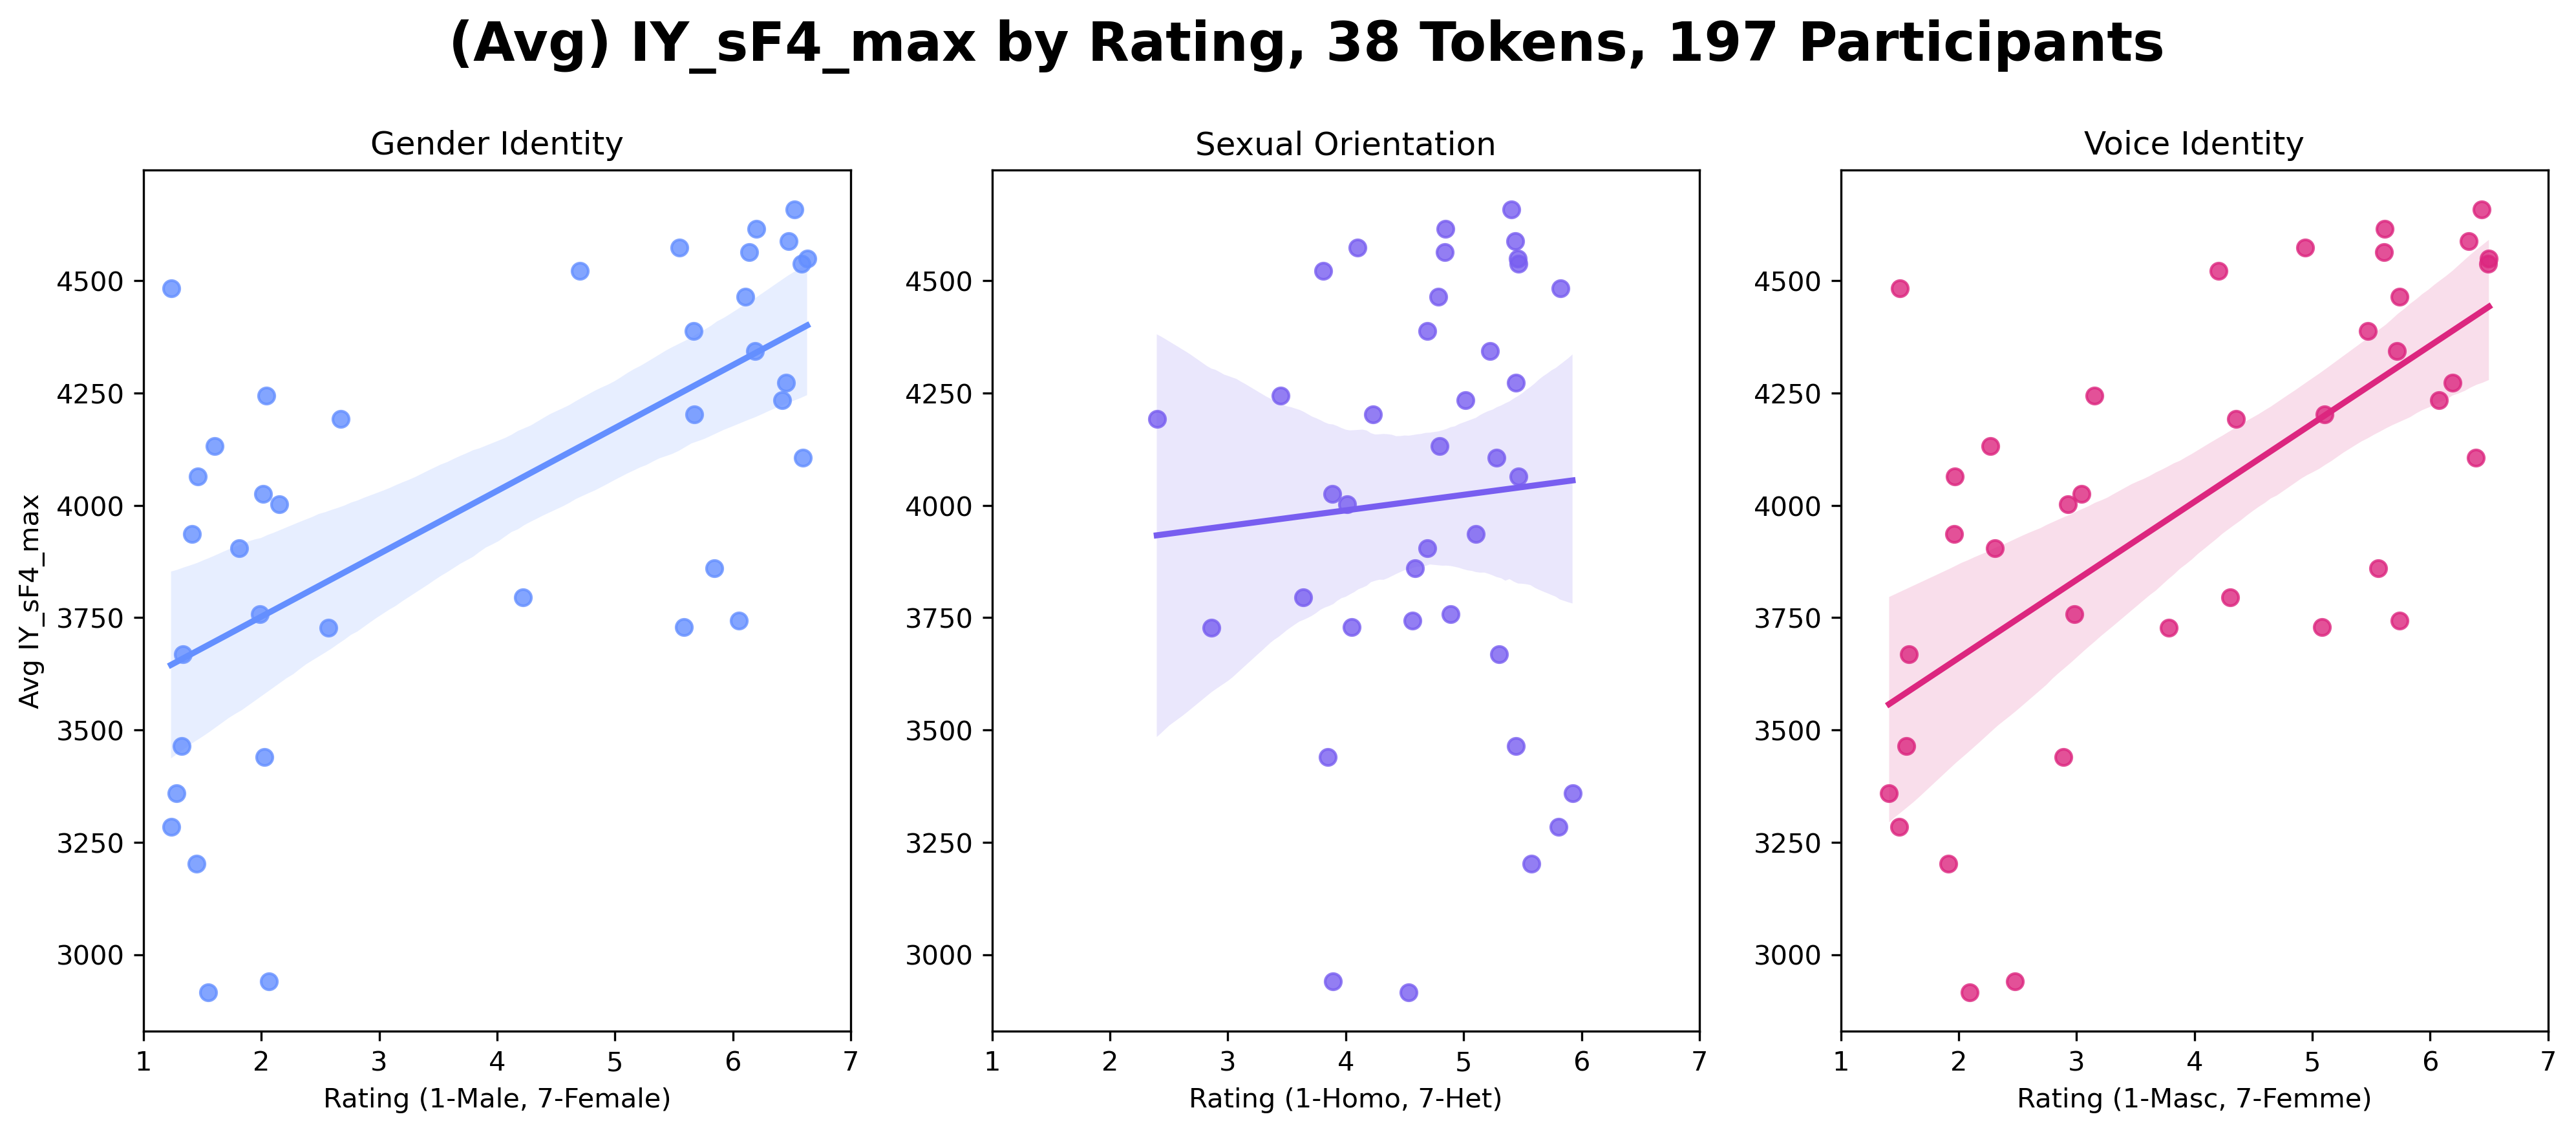 (Avg) IY_sF4_max by Rating, 38 Tokens, 197 Participants
Gender Identity
Sexual Orientation
Voice Identity
Avg IY_sF4_max
4500
4250
4000
3750
3500
3250
3000
1 2 3 4 5 6 7
Rating (1-Male, 7-Female)
4500
4250
4000
3750
3500
3250
3000
1 2 3 4 5 6 7
Rating (1-Homo, 7-Het)
4500
4250
4000
3750
3500
3250
3000
1 2 3 4 5 6 7
Rating (1-Masc, 7-Femme)